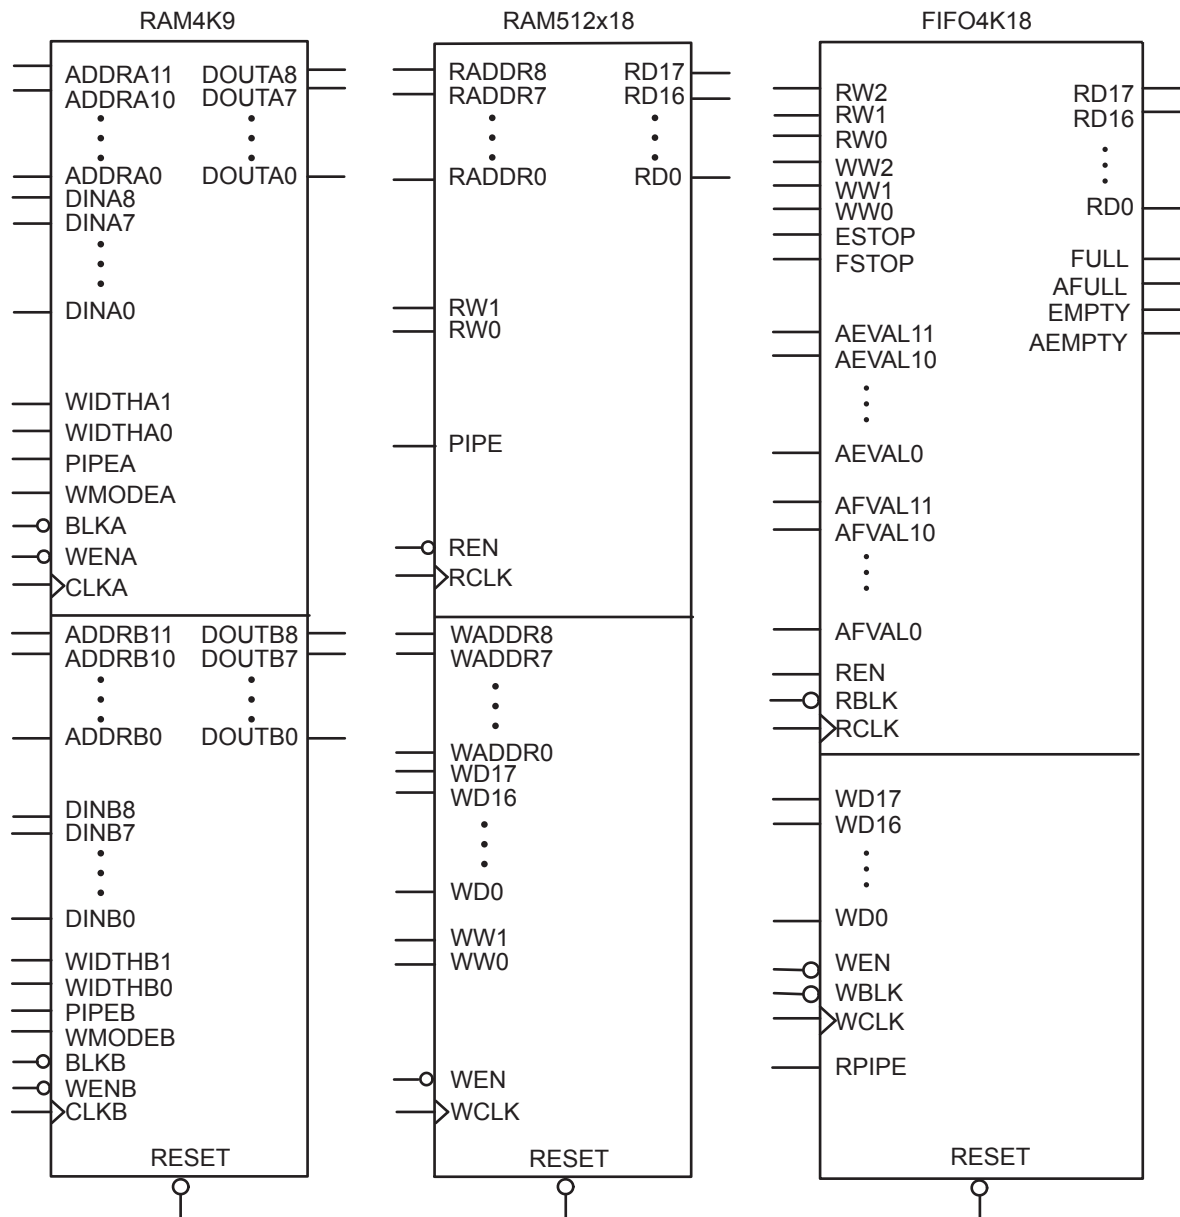 RAM4K9
ADDRA11 DOUTA8
ADDRA10 DOUTA7
ADDRA0 DOUTA0
DINA8
DINA7
DINA0
WIDTHA1
WIDTHA0
PIPEA
WMODEA
BLKA
WENA
CLKA
ADDRB11 DOUTB8
ADDRB10 DOUTB7
ADDRB0 DOUTB0
DINB8
DINB7
DINB0
WIDTHB1
WIDTHB0
PIPEB
WMODEB
BLKB
WENB
CLKB
RESET
RAM512x18
RADDR8 RD17
RADDR7 RD16
RADDR0 RD0
RW1
RW0
PIPE
REN
RCLK
WADDR8
WADDR7
WADDR0
WD17
WD16
WD0
WW1
WW0
WEN
WCLK
RESET
FIFO4K18
RW2 RD17
RW1 RD16
RW0
WW2
WW1
WW0 RD0
ESTOP
FSTOP FULL
AFULL
EMPTY
AEVAL11 AEMPTY
AEVAL10
AEVAL0
AFVAL11
AFVAL10
AFVAL0
REN
RBLK
RCLK
WD17
WD16
WD0
WEN
WBLK
WCLK
RPIPE
RESET